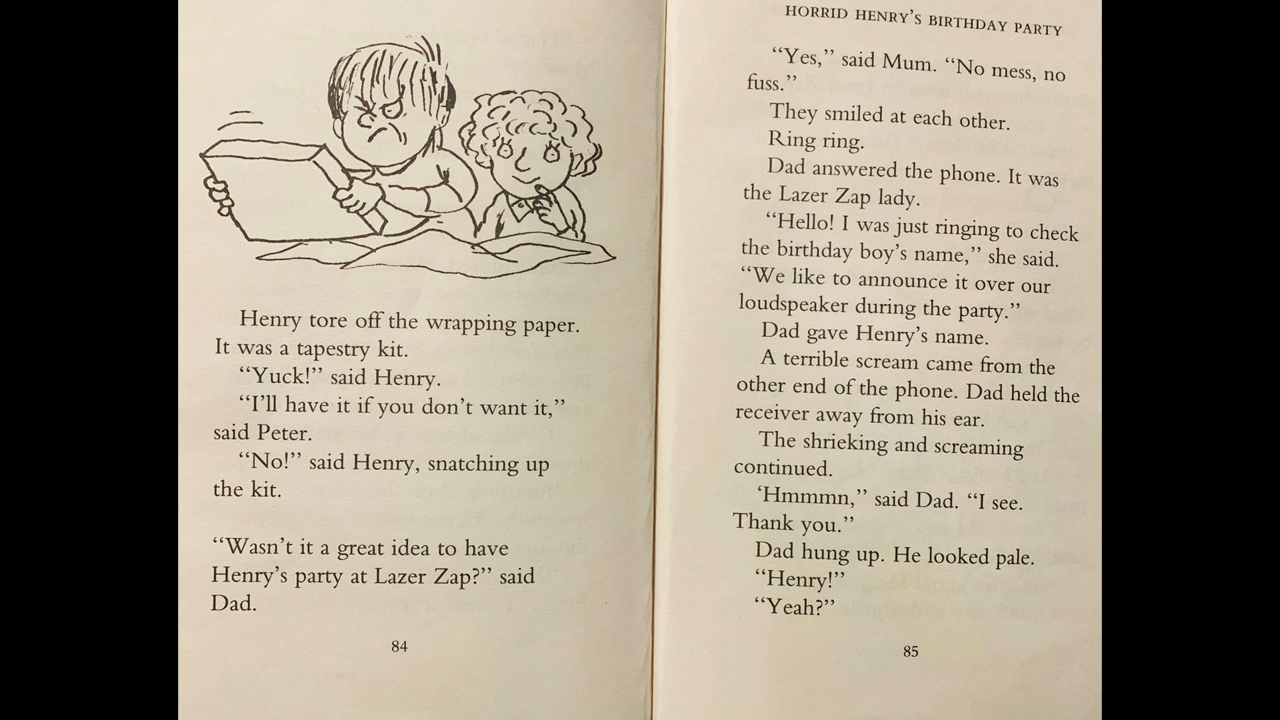 Henry tore off the wrapping paper.
It was a tapestry kit.
“Yuck!” said Henry.
“I’ll have it if you don’t want it,”
said Peter.
“No!” said Henry, snatching up
the kit.
“Wasn’t it a great idea to have
Henry’s party at Lazer Zap?” said
Dad.
84
HORRID HENRY’S BIRTHDAY PARTY
“Yes,” said Mum. “No mess, no
fuss.”
They smiled at each other.
Ring ring.
Dad answered the phone. It was
the Lazer Zap lady.
“Hello! I was just ringing to check
the birthday boy’s name,” she said.
“We like to announce it over our
loudspeaker during the party.”
Dad gave Henry’s name.
A terrible scream came from the
other end of the phone. Dad held the
receiver away from his ear.
The shrieking and screaming
continued.
‘Hmmmn,” said Dad. “I see.
Thank you.”
Dad hung up. He looked pale.
“Henry!”
“Yeah?”
85